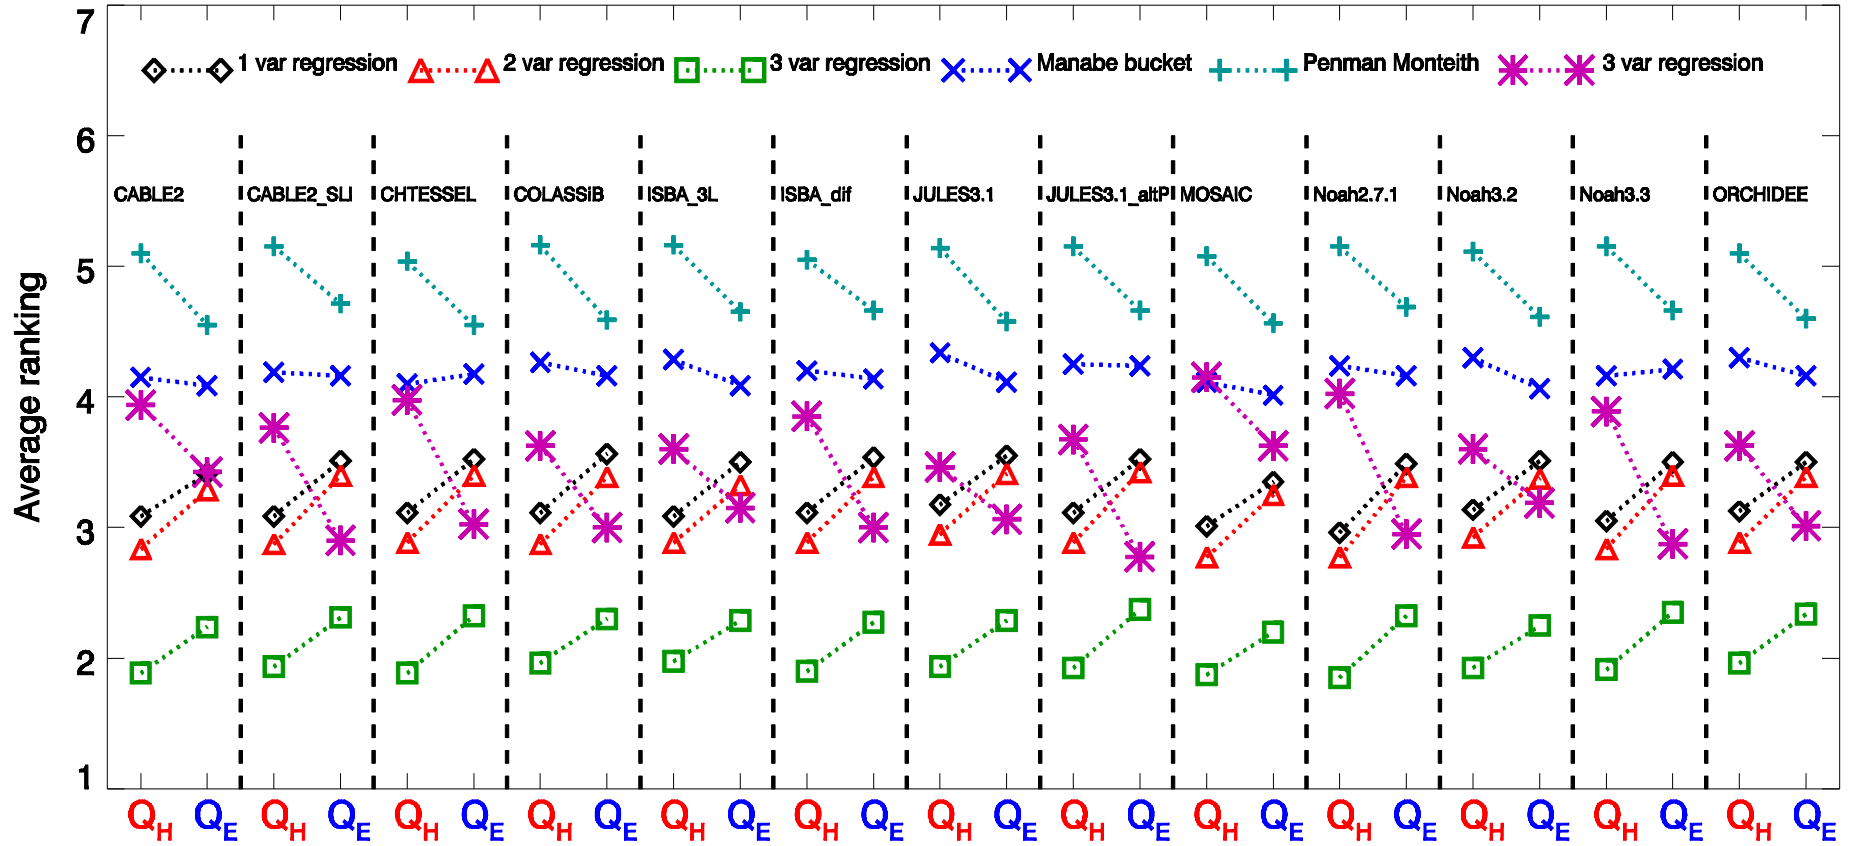 7
1 var regression 2 var regression 3 var regression Manabe bucket Penman Monteith 3 var regression
6
CABLE2 CABLE2_SLI CHTESSEL COLASSiB ISBA_3L ISBA_dif JULES3.1 JULES3.1_altP MOSAIC Noah2.7.1 Noah3.2 Noah3.3 ORCHIDEE
5
Average ranking
4
3
2
1
QH QE QH QE QH QE QH QE QH QE QH QE QH QE QH QE QH QE QH QE QH QE QH QE QH QE